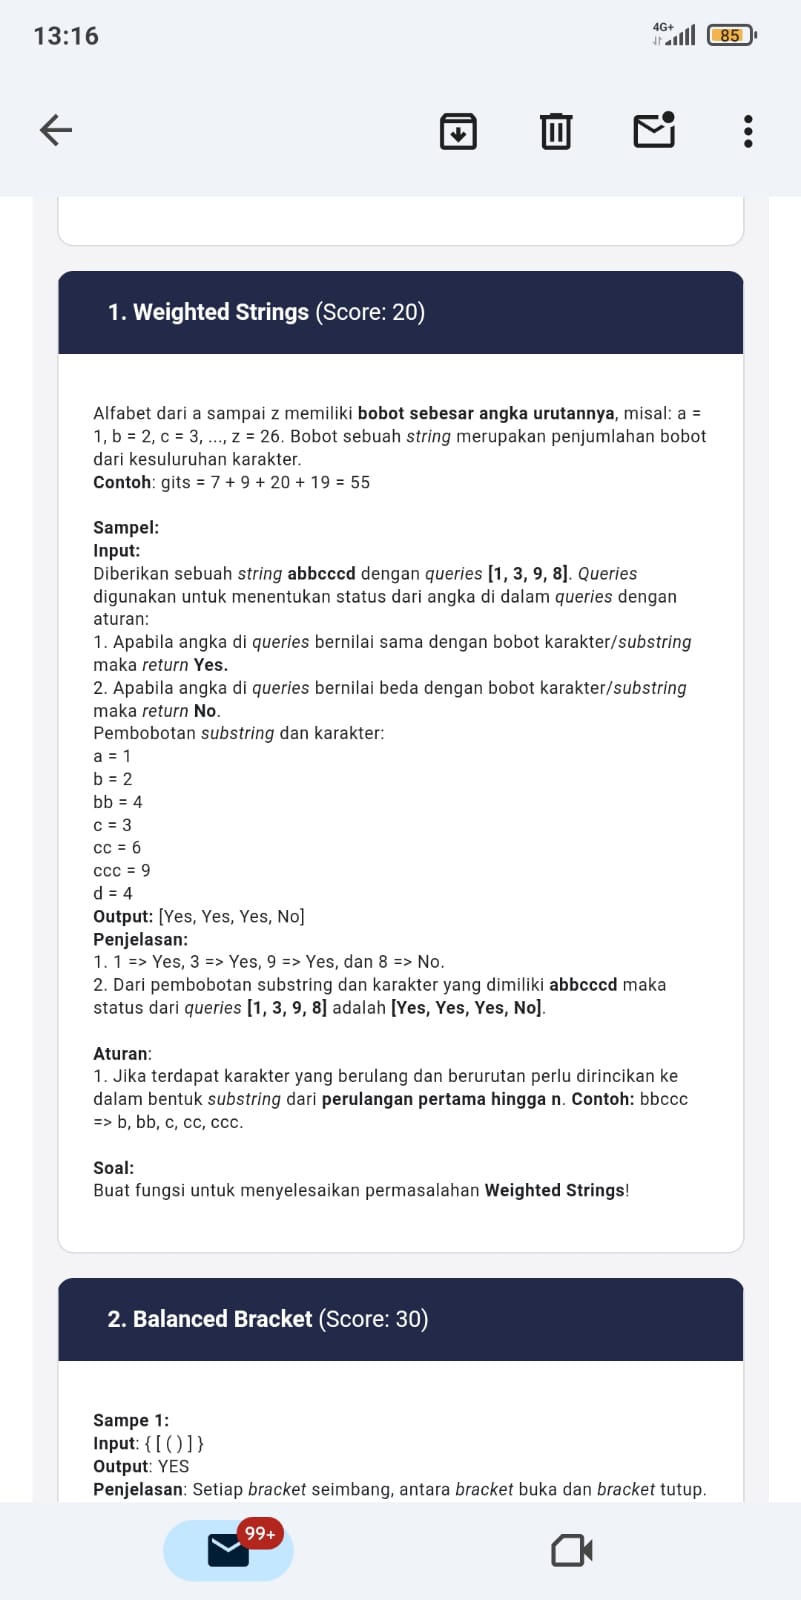 13:16
4G+
85
1. Weighted Strings (Score: 20)
Alfabet dari a sampai z memiliki bobot sebesar angka urutannya, misal: a =
1, b = 2, c = 3, ..., z = 26. Bobot sebuah string merupakan penjumlahan bobot
dari kesuluruhan karakter.
Contoh: gits = 7 + 9 + 20 + 19 = 55
Sampel:
Input:
Diberikan sebuah string abbcccd dengan queries [1, 3, 9, 8]. Queries
digunakan untuk menentukan status dari angka di dalam queries dengan
aturan:
1. Apabila angka di queries bernilai sama dengan bobot karakter/substring
maka return Yes.
2. Apabila angka di queries bernilai beda dengan bobot karakter/substring
maka return No.
Pembobotan substring dan karakter:
a = 1
b = 2
bb = 4
c = 3
cc = 6
ccc = 9
d = 4
Output: [Yes, Yes, Yes, No]
Penjelasan:
1. 1 => Yes, 3 => Yes, 9 => Yes, dan 8 => No.
2. Dari pembobotan substring dan karakter yang dimiliki abbcccd maka
status dari queries [1, 3, 9, 8] adalah [Yes, Yes, Yes, No].
Aturan:
1. Jika terdapat karakter yang berulang dan berurutan perlu dirincikan ke
dalam bentuk substring dari perulangan pertama hingga n. Contoh: bbccc
=> b, bb, c, cc, ccc.
Soal:
Buat fungsi untuk menyelesaikan permasalahan Weighted Strings!
2. Balanced Bracket (Score: 30)
Sampe 1:
Input: { [ ( ) ] }
Output: YES
Penjelasan: Setiap bracket seimbang, antara bracket buka dan bracket tutup.
99+